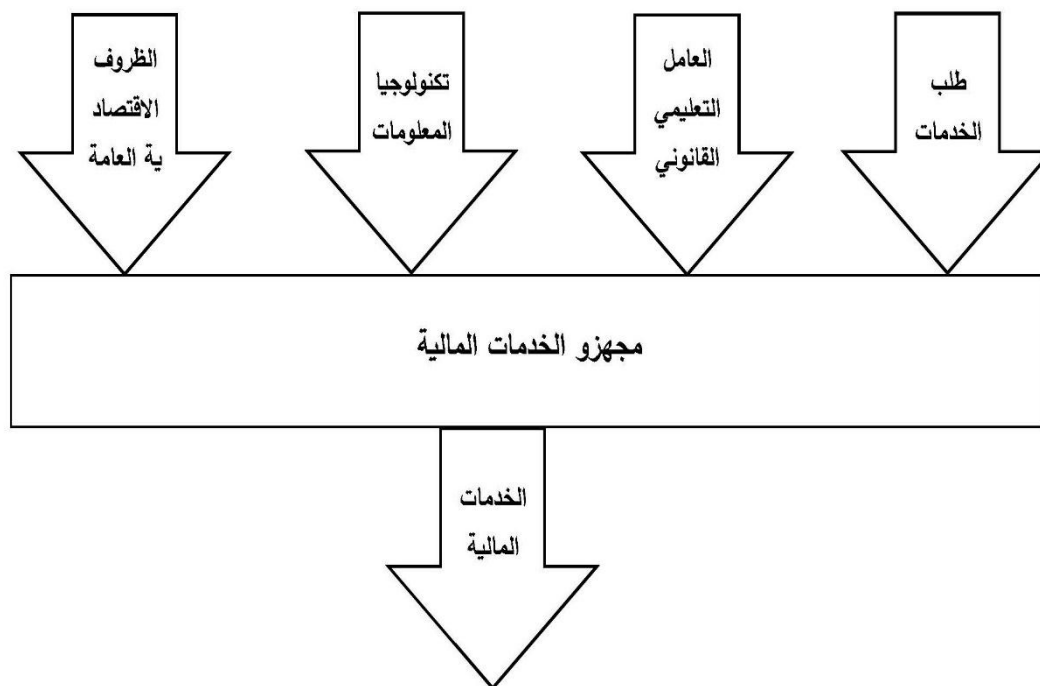 طلب
الخدمات
العامل
التعليمي
القانوني
تكنولوجيا
المعلومات
الظروف
الاقتصاد
ية العامة
مجهزو الخدمات المالية
الخدمات
المالية